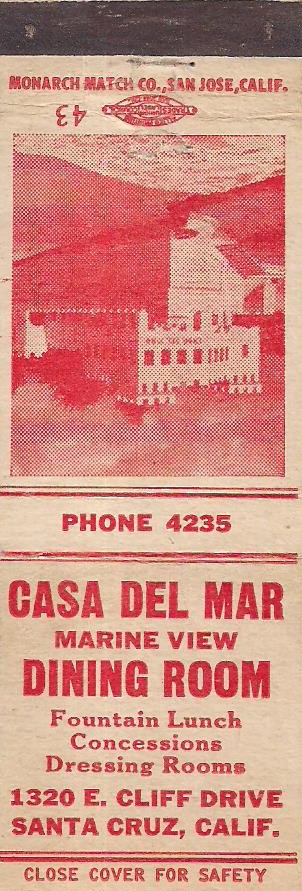 MONARCH MATCH CO., SAN JOSE, CALIF.
43
PHONE 4235
CASA DEL MAR
MARINE VIEW
DINING ROOM
Fountain Lunch
Concessions
Dressing Rooms
1320 E. CLIFF DRIVE
SANTA CRUZ, CALIF.
CLOSE COVER FOR SAFETY